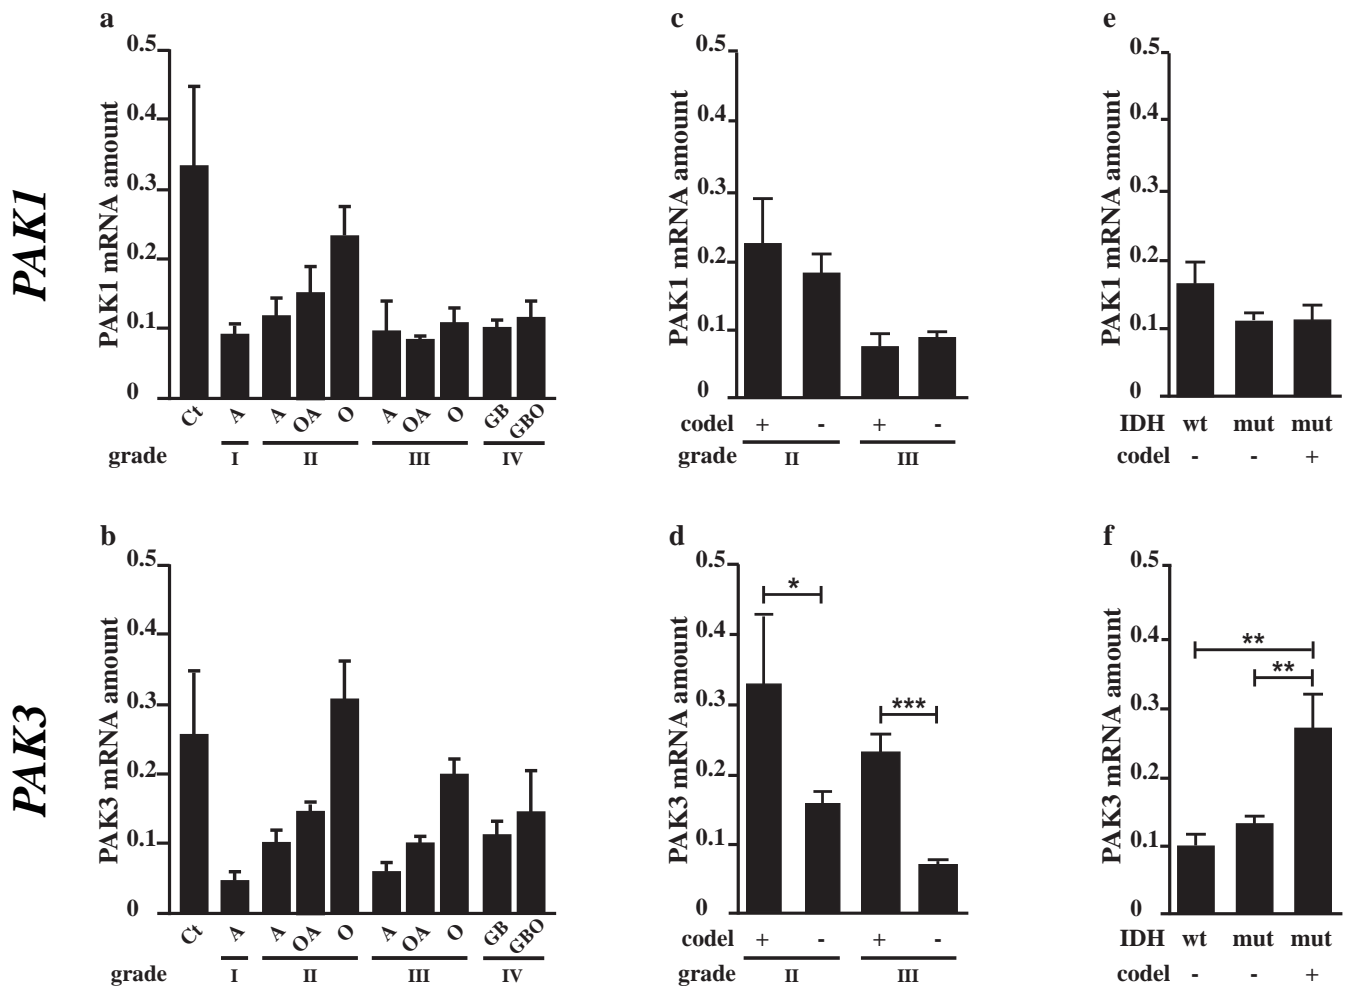 PAK1
a
PAK1 mRNA amount
0.5
0.4
0.3
0.2
0.1
0
Ct A A OA O A OA O GB GBO
grade I II III IV
c
PAK1 mRNA amount
0.5
0.4
0.3
0.2
0.1
0
codel + - + -
grade II III
e
PAK1 mRNA amount
0.5
0.4
0.3
0.2
0.1
0
IDH wt mut mut
codel - - +
PAK3
b
PAK3 mRNA amount
0.5
0.4
0.3
0.2
0.1
0
Ct A A OA O A OA O GB GBO
grade I II III IV
d
PAK3 mRNA amount
0.5
0.4
0.3
0.2
0.1
0
*
***
codel + - + -
grade II III
f
PAK3 mRNA amount
0.5
0.4
0.3
0.2
0.1
0
**
**
IDH wt mut mut
codel - - +